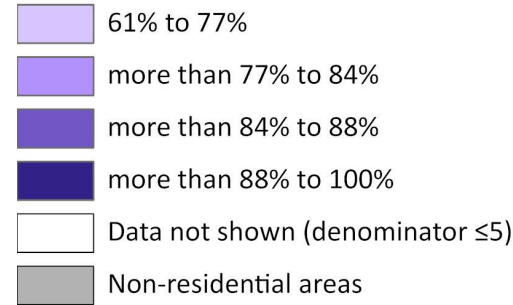 61% to 77%
more than 77% to 84%
more than 84% to 88%
more than 88% to 100%
Data not shown (denominator ≤5)
Non-residential areas